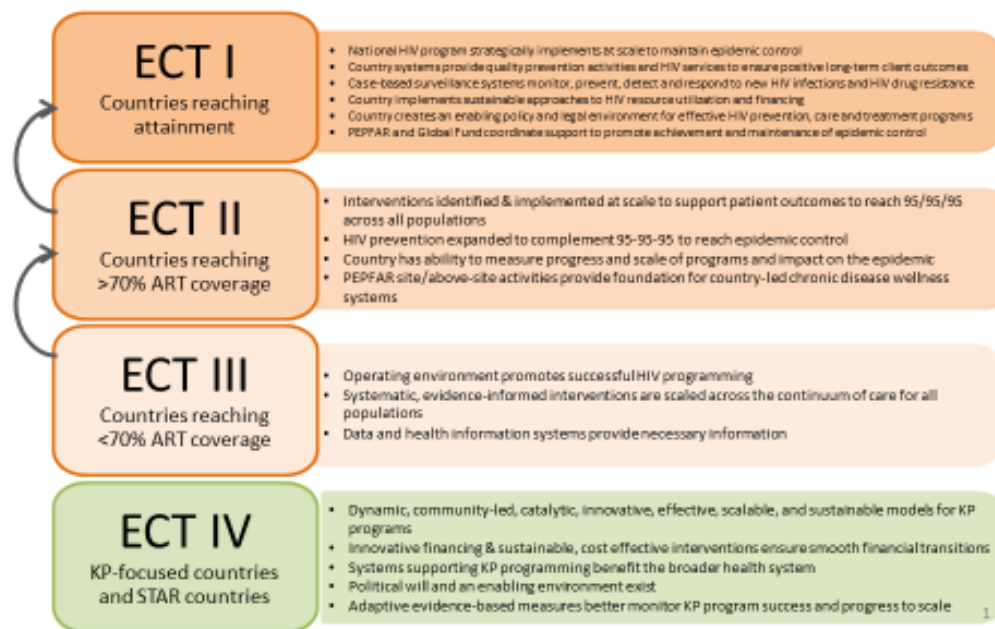 ECT I
Countries reaching
attainment
• National HIV program strategically implements at scale to maintain epidemic control
• Country systems provide quality prevention activities and HIV services to ensure positive long-term client outcomes
• Case-based surveillance systems monitor, prevent, detect and respond to new HIV infections and HIV drug resistance
• Country implements sustainable approaches to HIV resource utilization and financing
• Country creates an enabling policy and legal environment for effective HIV prevention, care and treatment programs
• PEPFAR and Global Fund coordinate support to promote achievement and maintenance of epidemic control
ECT II
Countries reaching
>70% ART coverage
• Interventions identified & implemented at scale to support patient outcomes to reach 95/95/95
across all populations
• HIV prevention expanded to complement 95-95-95 to reach epidemic control
• Country has ability to measure progress and scale of programs and impact on the epidemic
• PEPFAR site/above-site activities provide foundation for country-led chronic disease wellness
systems
ECT III
Countries reaching
<70% ART coverage
• Operating environment promotes successful HIV programming
• Systematic, evidence-informed interventions are scaled across the continuum of care for all
populations
• Data and health information systems provide necessary information
ECT IV
KP-focused countries
and STAR countries
• Dynamic, community-led, catalytic, innovative, effective, scalable, and sustainable models for KP
programs
• Innovative financing & sustainable, cost effective interventions ensure smooth financial transitions
• Systems supporting KP programming benefit the broader health system
• Political will and an enabling environment exist
• Adaptive evidence-based measures better monitor KP program success and progress to scale
1